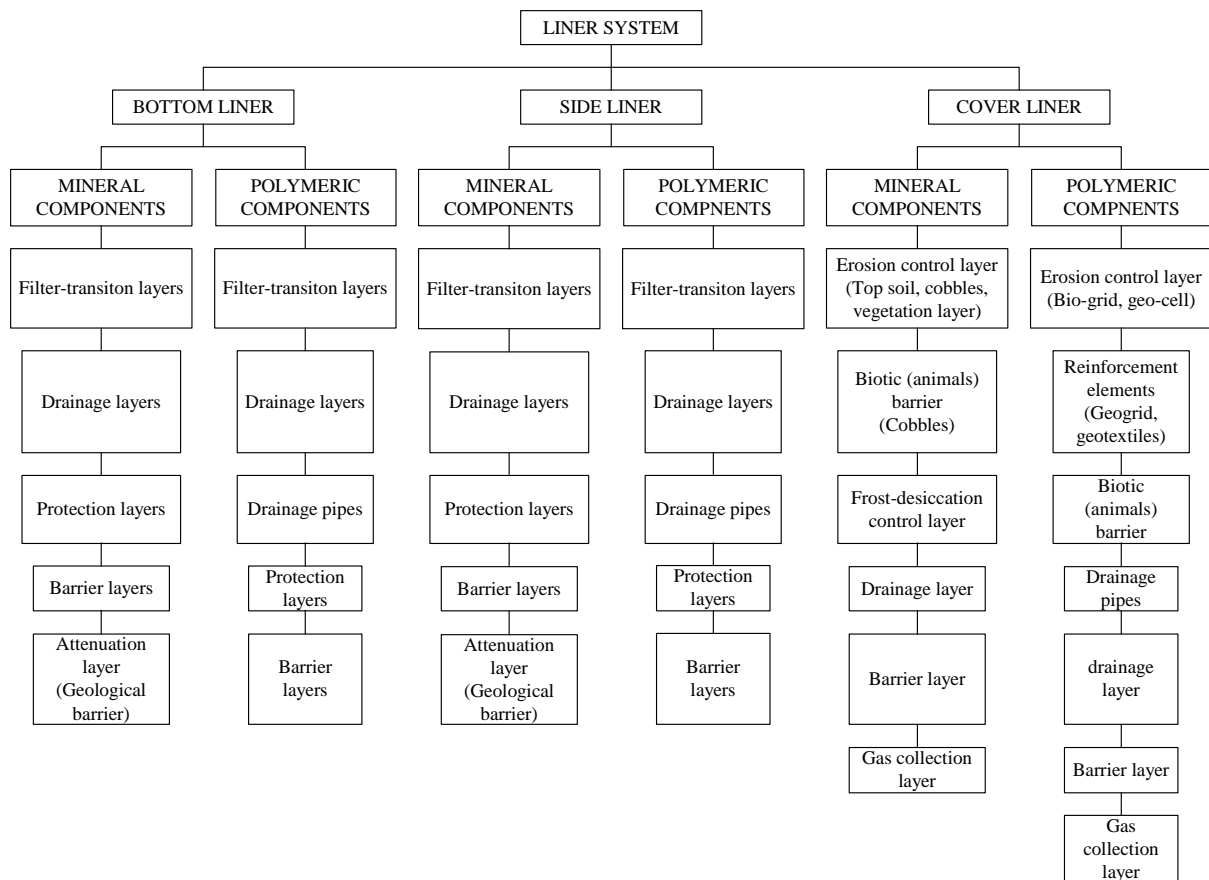 LINER SYSTEM
BOTTOM LINER
SIDE LINER
COVER LINER
MINERAL
COMPONENTS
POLYMERIC
COMPONENTS
MINERAL
COMPONENTS
POLYMERIC
COMPONENTS
MINERAL
COMPONENTS
POLYMERIC
COMPNENTS
Filter-transiton layers
Filter-transiton layers
Filter-transiton layers
Filter-transiton layers
Erosion control layer
(Top soil, cobbles,
vegetation layer)
Erosion control layer
(Bio-grid, geo-cell)
Drainage layers
Drainage layers
Drainage layers
Drainage layers
Biotic (animals)
barrier
(Cobbles)
Reinforcement
elements
(Geogrid,
geotextiles)
Protection layers
Drainage pipes
Protection layers
Drainage pipes
Frost-desiccation
control layer
Biotic
(animals)
barrier
Barrier layers
Protection
layers
Barrier layers
Protection
layers
Drainage layer
Drainage
pipes
Attenuation
layer
(Geological
barrier)
Barrier
layers
Attenuation
layer
(Geological
barrier)
Barrier
layers
Barrier layer
drainage
layer
Gas collection
layer
Barrier layer
Gas
collection
layer